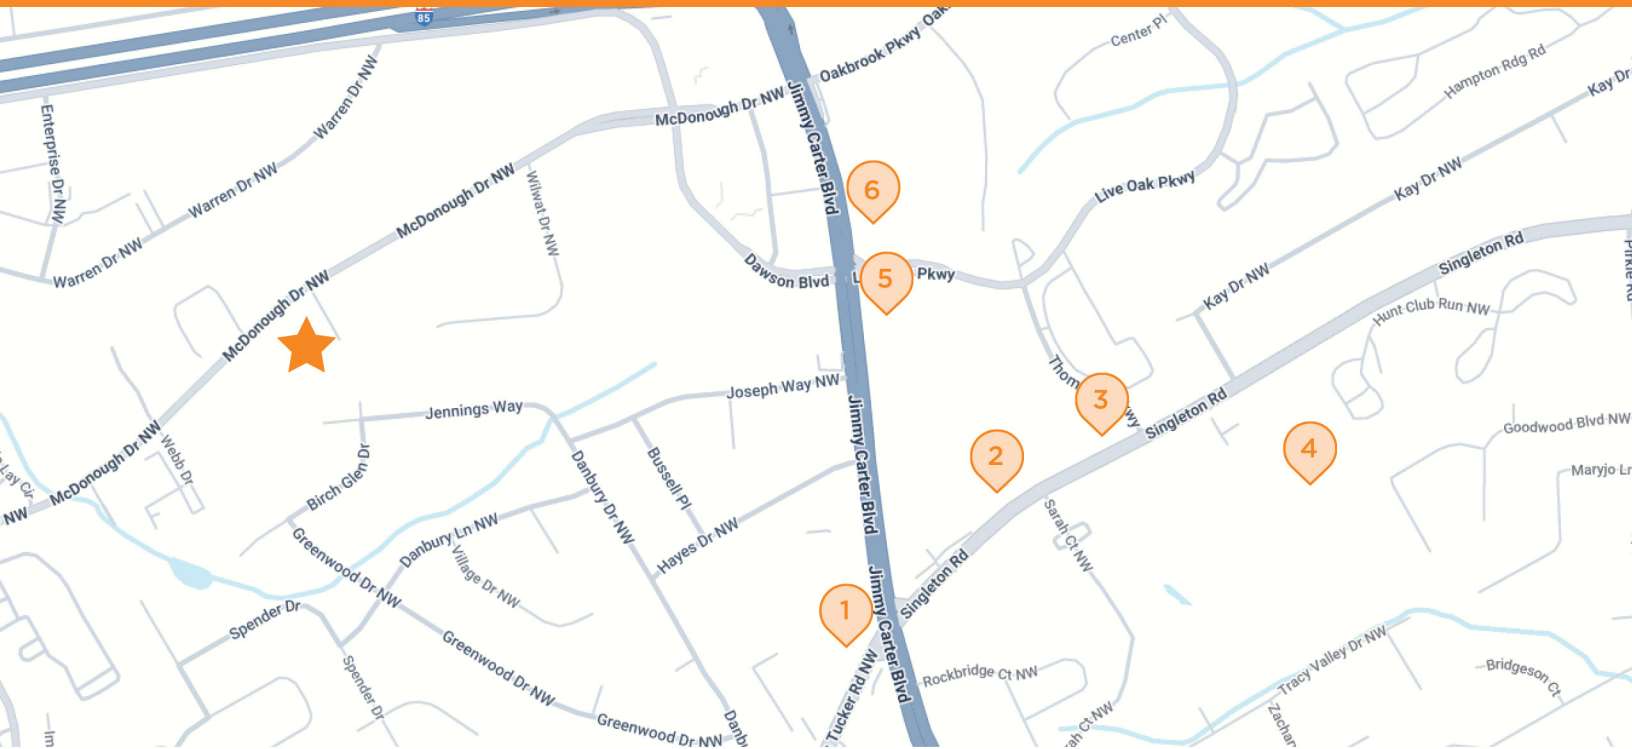 85
Center Pl
Oakbrook Pkwy
Hampton Rdg Rd
Kay Dr
Enterprise Dr NW
Warren Dr NW
McDonough Dr NW
Jimmy Carter Blvd
Kay Dr NW
6
Live Oak Pkwy
Warren Dr NW
McDonough Dr NW
Wilwat Dr NW
Singleton Rd
Warren Dr NW
Dawson Blvd
5
Pkwy
Kay Dr NW
McDonough Dr NW
Hunt Club Run NW
Joseph Way NW
3
Jennings Way
Singleton Rd
Goodwood Blvd NW
McDonough Dr NW
Webb Dr
Birch Glen Dr
Danbury Dr NW
Bussell Pl
Jimmy Carter Blvd
2
4
Maryjo Ln
NW
Danbury Ln NW
Hayes Dr NW
Sarah Ct NW
Greenwood Dr NW
Village Dr NW
1
Singleton Rd
Spender Dr
Jimmy Carter Blvd
Greenwood Dr NW
Spender Dr
Rockbridge Ct NW
Tracy Valley Dr NW
Bridgeson Ct
Tucker Rd NW
Greenwood Dr NW